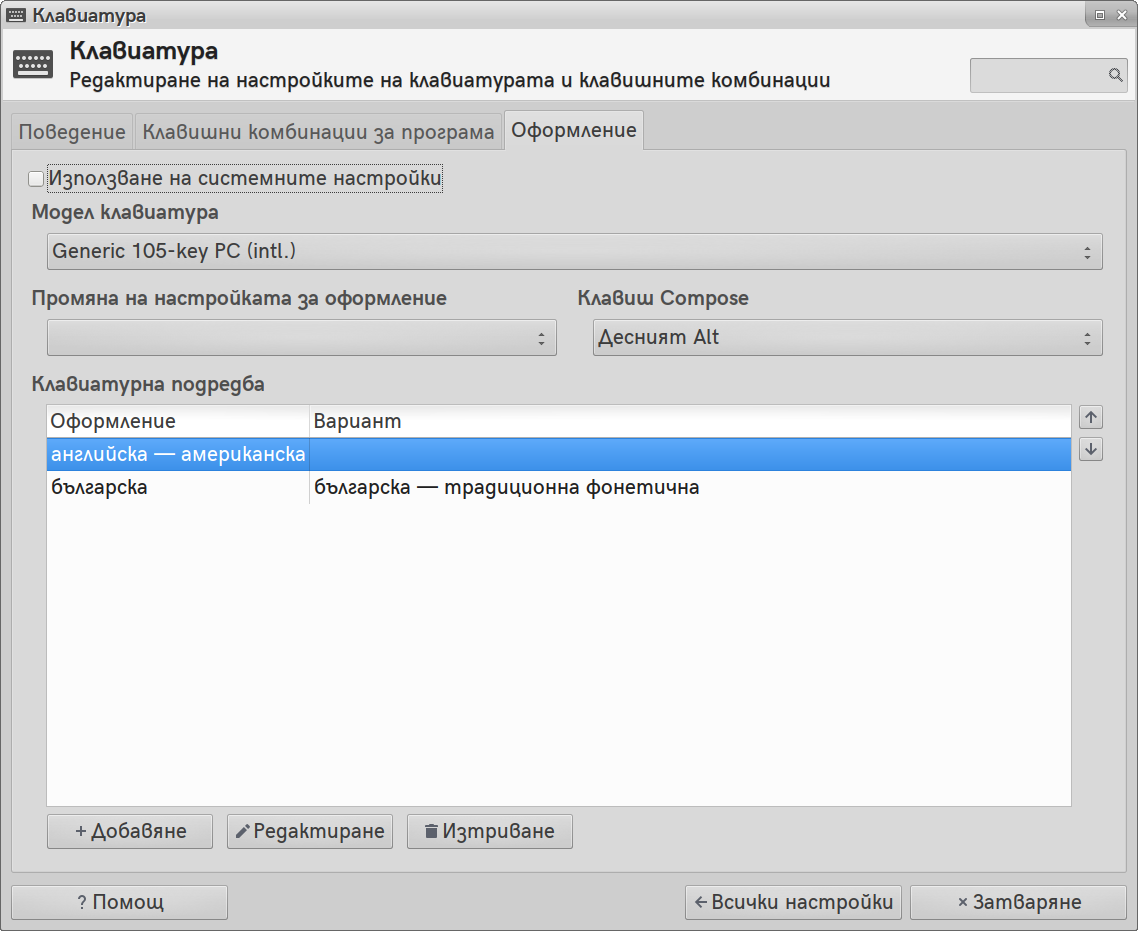 Клавиатура
Клавиатура
Редактиране на настройките на клавиатурата и клавишните комбинации
Поведение Клавишни комбинации за програма Оформление
Използване на системните настройки
Модел клавиатура
Generic 105-key PC (intl.)
Промяна на настройката за оформление Клавиш Compose
Десният Alt
Клавиатурна подредба
Оформление Вариант
английска — американска
българска българска — традиционна фонетична
+ Добавяне Редактиране Изтриване
? Помощ Всички настройки × Затваряне